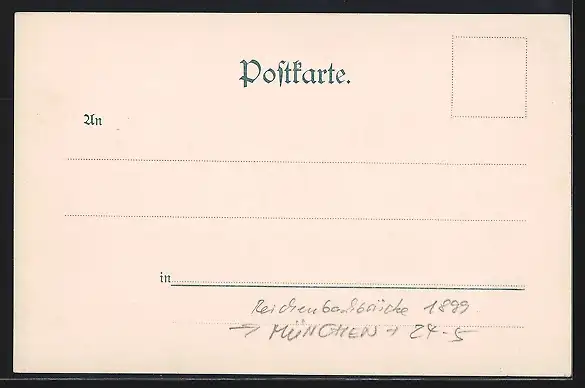 Postkarte.
An
in
Reichenbachbrücke 1899
→ MÜNCHEN + 24-5